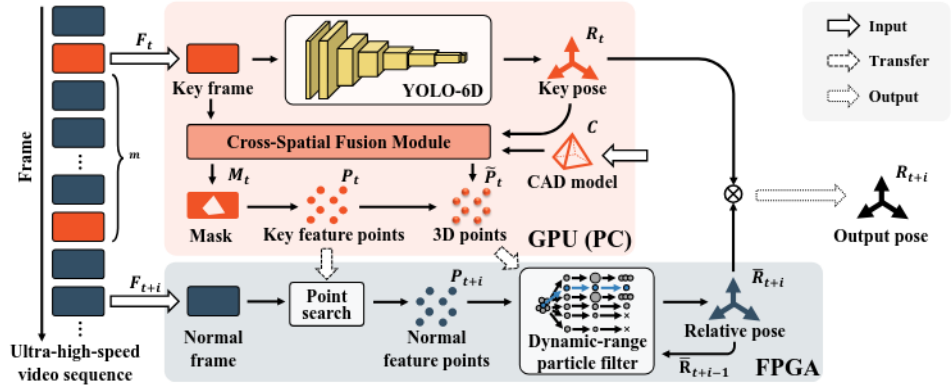 Frame
m
Ultra-high-speed
video sequence
F_t
Key frame
YOLO-6D
R_t
Key pose
Cross-Spatial Fusion Module
C
CAD model
M_t
Mask
P_t
Key feature points
P̃_t
3D points
GPU (PC)
F_{t+i}
Normal
frame
Point
search
P_{t+i}
Normal
feature points
Dynamic-range
particle filter
R̅_{t+i}
Relative pose
R̅_{t+i−1}
FPGA
Input
Transfer
Output
R_{t+i}
Output pose